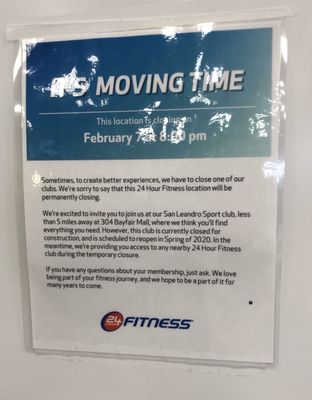 MOVING TIME
This location is closing on
February 7 at 8:00 pm
Sometimes, to create better experiences, we have to close one of our
clubs. We're sorry to say that this 24 Hour Fitness location will be
permanently closing.
We're excited to invite you to join us at our San Leandro Sport club, less
than 5 miles away at 304 Bayfair Mall, where we think you'll find
everything you need. However, this club is currently closed for
construction, and is scheduled to reopen in Spring of 2020. In the
meantime, we're providing you access to any nearby 24 Hour Fitness
club during the temporary closure.
If you have any questions about your membership, just ask. We love
being part of your fitness journey, and we hope to be a part of it for
many years to come.
24 FITNESS